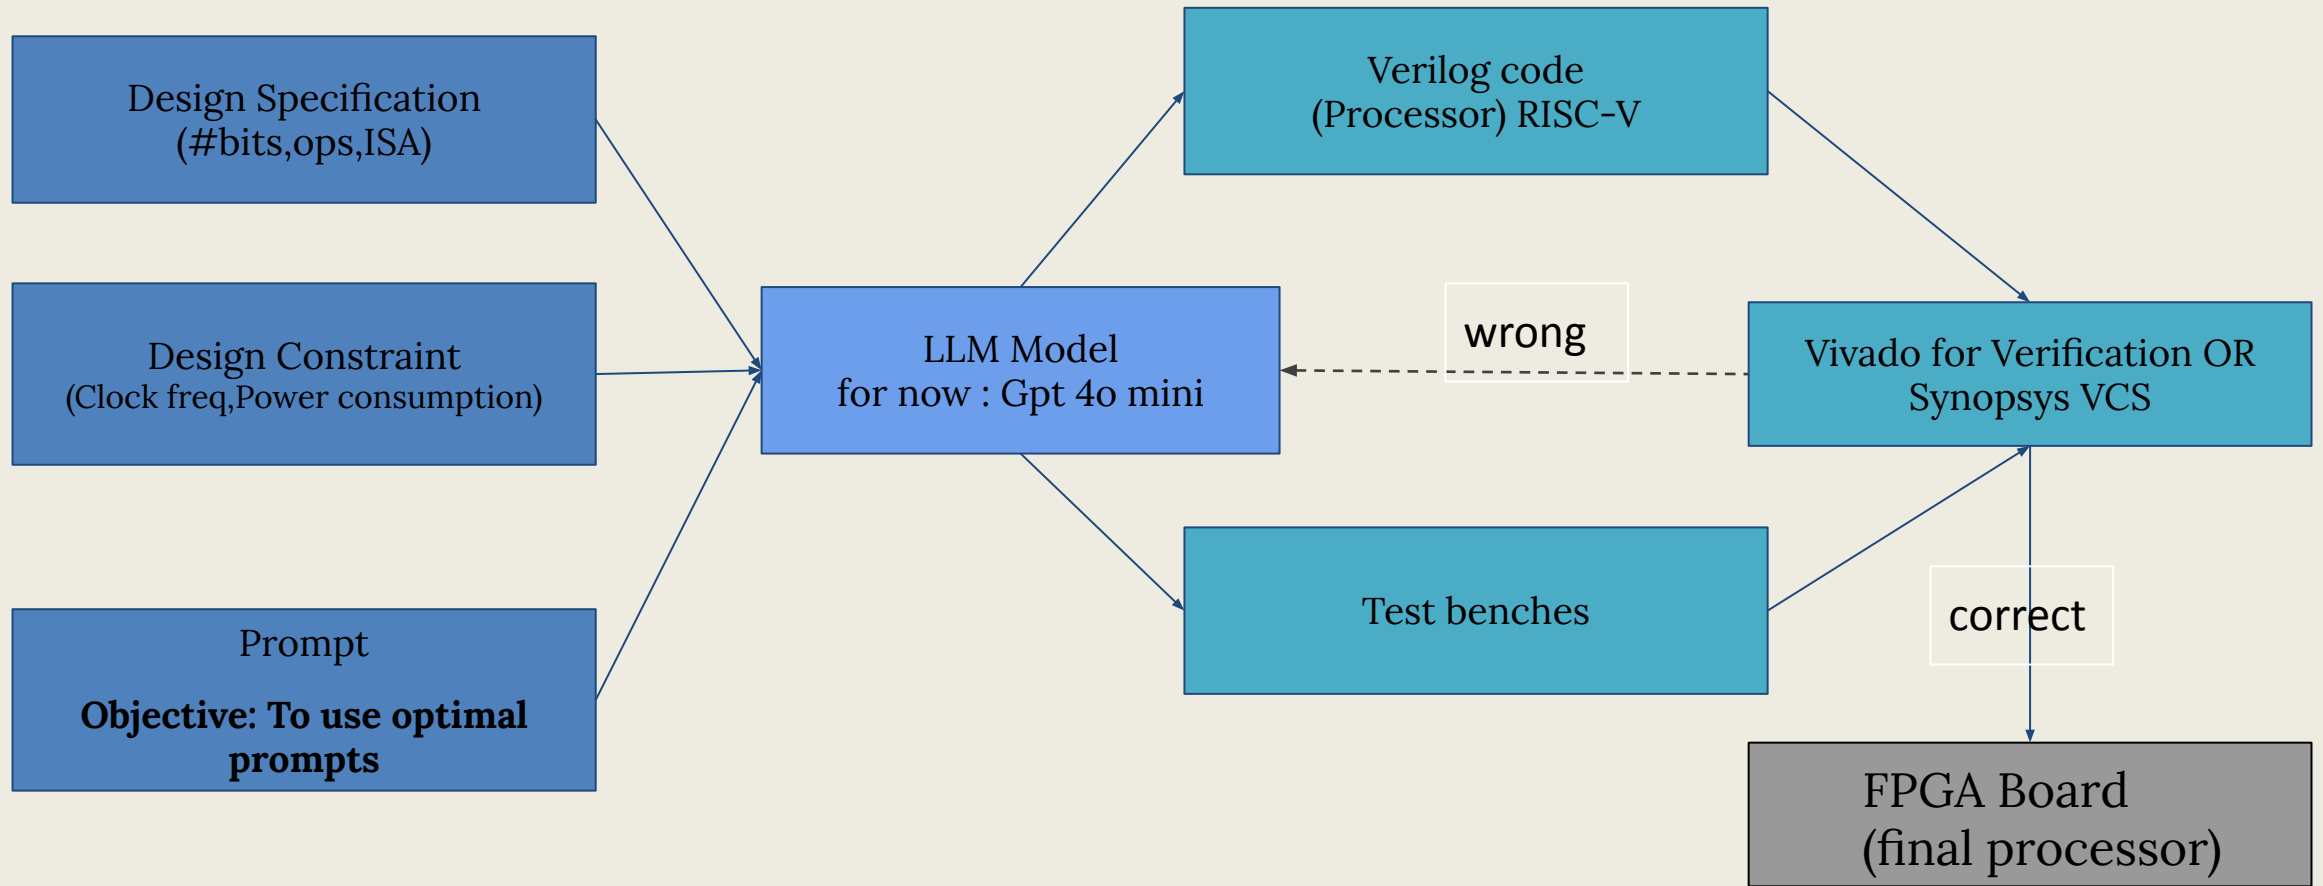 Design Specification
(#bits,ops,ISA)
Design Constraint
(Clock freq,Power consumption)
Prompt
Objective: To use optimal
prompts
LLM Model
for now : Gpt 4o mini
Verilog code
(Processor) RISC-V
wrong
Test benches
Vivado for Verification OR
Synopsys VCS
correct
FPGA Board
(final processor)